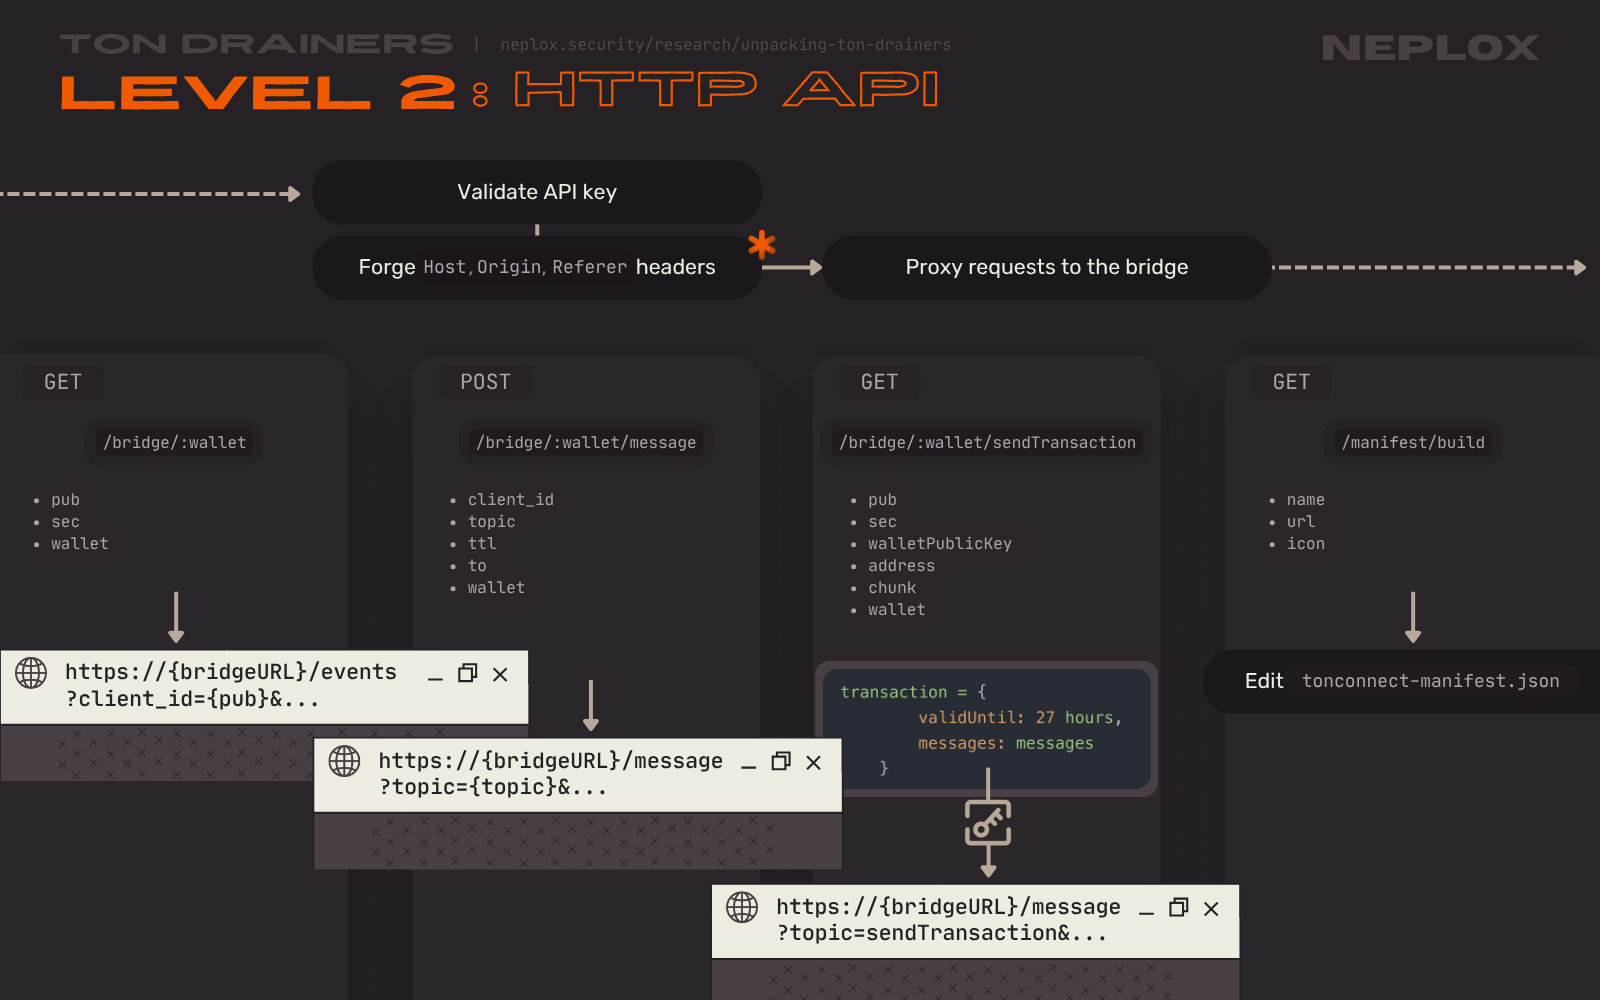 TON DRAINERS | neplox.security/research/unpacking-ton-drainers
NEPLOX
LEVEL 2: HTTP API
Validate API key
Forge Host, Origin, Referer headers
*
Proxy requests to the bridge
GET
/bridge/:wallet
• pub
• sec
• wallet
https://{bridgeURL}/events
?client_id={pub}&...
POST
/bridge/:wallet/message
• client_id
• topic
• ttl
• to
• wallet
https://{bridgeURL}/message
?topic={topic}&...
GET
/bridge/:wallet/sendTransaction
• pub
• sec
• walletPublicKey
• address
• chunk
• wallet
transaction = {
validUntil: 27 hours,
messages: messages
}
https://{bridgeURL}/message
?topic=sendTransaction&...
GET
/manifest/build
• name
• url
• icon
Edit tonconnect-manifest.json